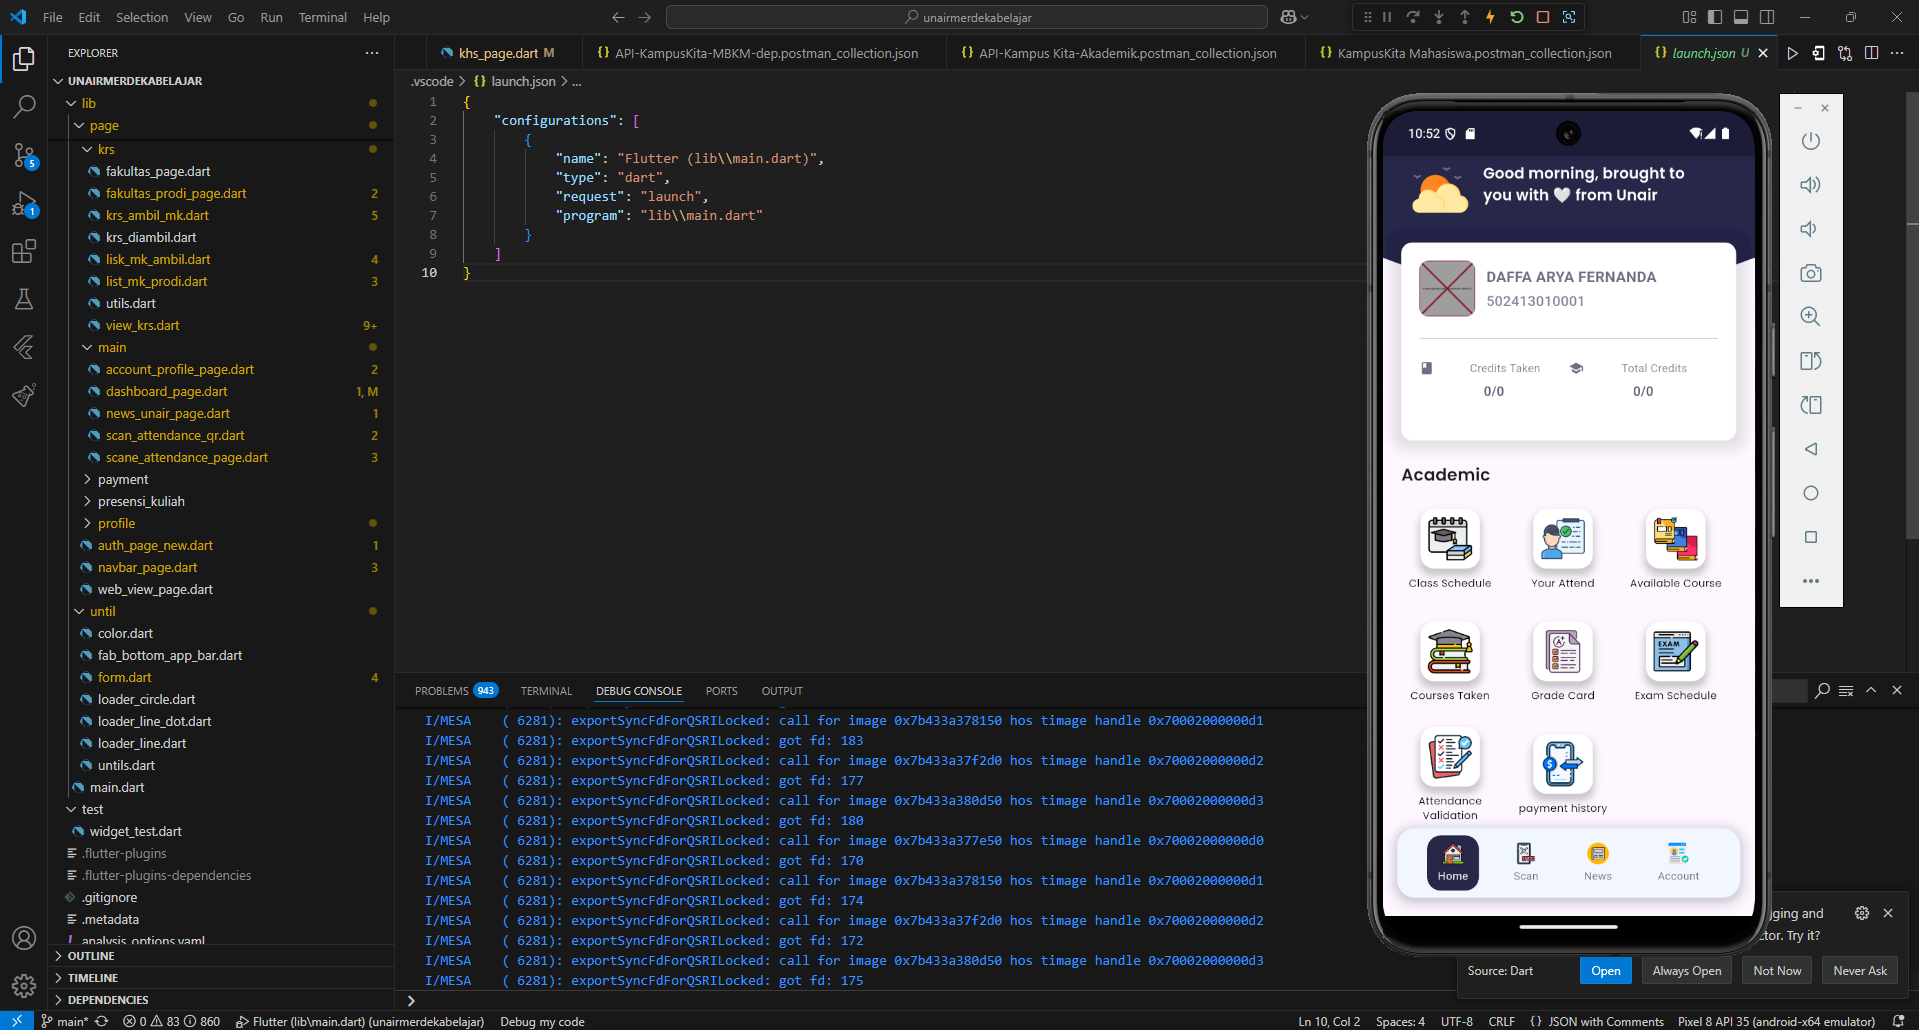 File Edit Selection View Go Run Terminal Help
unairmerdekabelajar
EXPLORER
khs_page.dart M
API-KampusKita-MBKM-dep.postman_collection.json
API-Kampus Kita-Akademik.postman_collection.json
KampusKita Mahasiswa.postman_collection.json
launch.json U
UNAIRMERDEKABELAJAR
lib
page
krs
fakultas_page.dart
fakultas_prodi_page.dart 2
krs_ambil_mk.dart 5
krs_diambil.dart
lisk_mk_ambil.dart 4
list_mk_prodi.dart 3
utils.dart
view_krs.dart 9+
main
account_profile_page.dart 2
dashboard_page.dart 1, M
news_unair_page.dart 1
scan_attendance_qr.dart 2
scane_attendance_page.dart 3
payment
presensi_kuliah
profile
auth_page_new.dart 1
navbar_page.dart 3
web_view_page.dart
until
color.dart
fab_bottom_app_bar.dart
form.dart 4
loader_circle.dart
loader_line_dot.dart
loader_line.dart
untils.dart
main.dart
test
widget_test.dart
.flutter-plugins
.flutter-plugins-dependencies
.gitignore
.metadata
analysis_options.yaml
OUTLINE
TIMELINE
DEPENDENCIES
5
1
.vscode > {} launch.json > ...
1 {
2 "configurations": [
3 {
4 "name": "Flutter (lib\\main.dart)",
5 "type": "dart",
6 "request": "launch",
7 "program": "lib\\main.dart"
8 }
9 ]
10 }
PROBLEMS 943 TERMINAL DEBUG CONSOLE PORTS OUTPUT
I/MESA ( 6281): exportSyncFdForQSRILocked: call for image 0x7b433a378150 hos timage handle 0x70002000000d1
I/MESA ( 6281): exportSyncFdForQSRILocked: got fd: 183
I/MESA ( 6281): exportSyncFdForQSRILocked: call for image 0x7b433a37f2d0 hos timage handle 0x70002000000d2
I/MESA ( 6281): exportSyncFdForQSRILocked: got fd: 177
I/MESA ( 6281): exportSyncFdForQSRILocked: call for image 0x7b433a380d50 hos timage handle 0x70002000000d3
I/MESA ( 6281): exportSyncFdForQSRILocked: got fd: 180
I/MESA ( 6281): exportSyncFdForQSRILocked: call for image 0x7b433a377e50 hos timage handle 0x70002000000d0
I/MESA ( 6281): exportSyncFdForQSRILocked: got fd: 170
I/MESA ( 6281): exportSyncFdForQSRILocked: call for image 0x7b433a378150 hos timage handle 0x70002000000d1
I/MESA ( 6281): exportSyncFdForQSRILocked: got fd: 174
I/MESA ( 6281): exportSyncFdForQSRILocked: call for image 0x7b433a37f2d0 hos timage handle 0x70002000000d2
I/MESA ( 6281): exportSyncFdForQSRILocked: got fd: 172
I/MESA ( 6281): exportSyncFdForQSRILocked: call for image 0x7b433a380d50 hos timage handle 0x70002000000d3
I/MESA ( 6281): exportSyncFdForQSRILocked: got fd: 175
10:52
Good morning, brought to
you with 🤍 from Unair
DAFFA ARYA FERNANDA
502413010001
Credits Taken Total Credits
0/0 0/0
Academic
Class Schedule Your Attend Available Course
EXAM
Courses Taken Grade Card Exam Schedule
Attendance
Validation
payment history
Home Scan News Account
gging and
ctor. Try it?
Source: Dart Open Always Open Not Now Never Ask
main* 0 83 860 Flutter (lib\main.dart) (unairmerdekabelajar) Debug my code
Ln 10, Col 2 Spaces: 4 UTF-8 CRLF {} JSON with Comments Pixel 8 API 35 (android-x64 emulator)